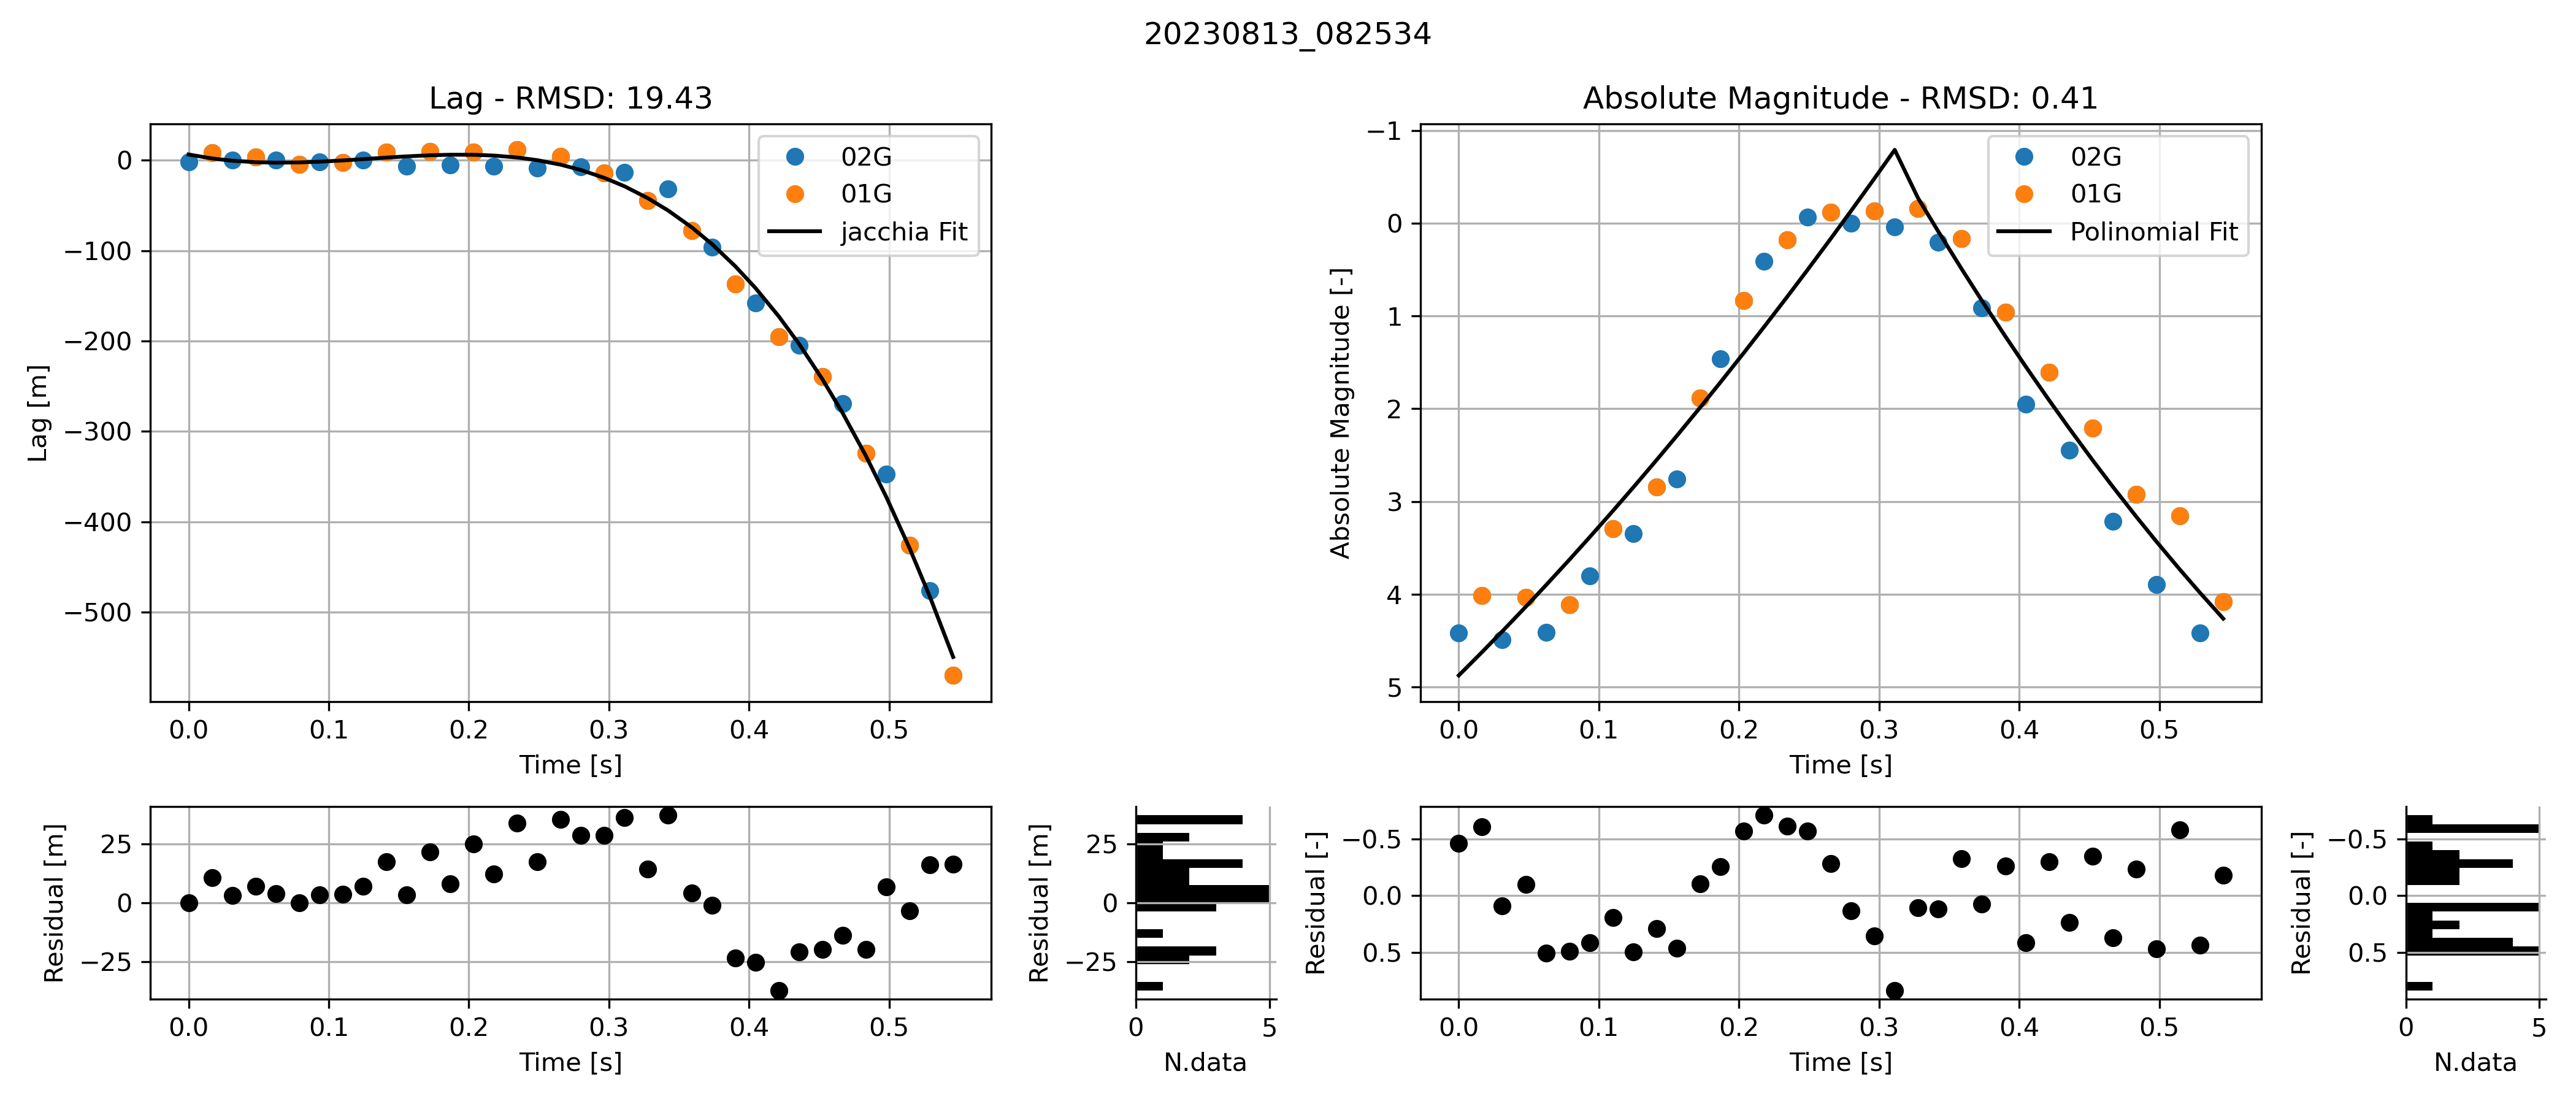 20230813_082534
Lag - RMSD: 19.43
0
−100
−200
−300
−400
−500
Lag [m]
02G
01G
jacchia Fit
0.0 0.1 0.2 0.3 0.4 0.5
Time [s]
Absolute Magnitude - RMSD: 0.41
−1
0
1
2
3
4
5
Absolute Magnitude [-]
02G
01G
Polinomial Fit
0.0 0.1 0.2 0.3 0.4 0.5
Time [s]
25
0
−25
Residual [m]
0.0 0.1 0.2 0.3 0.4 0.5
Time [s]
25
0
−25
Residual [m]
0 5
N.data
−0.5
0.0
0.5
Residual [-]
0.0 0.1 0.2 0.3 0.4 0.5
Time [s]
−0.5
0.0
0.5
Residual [-]
0 5
N.data